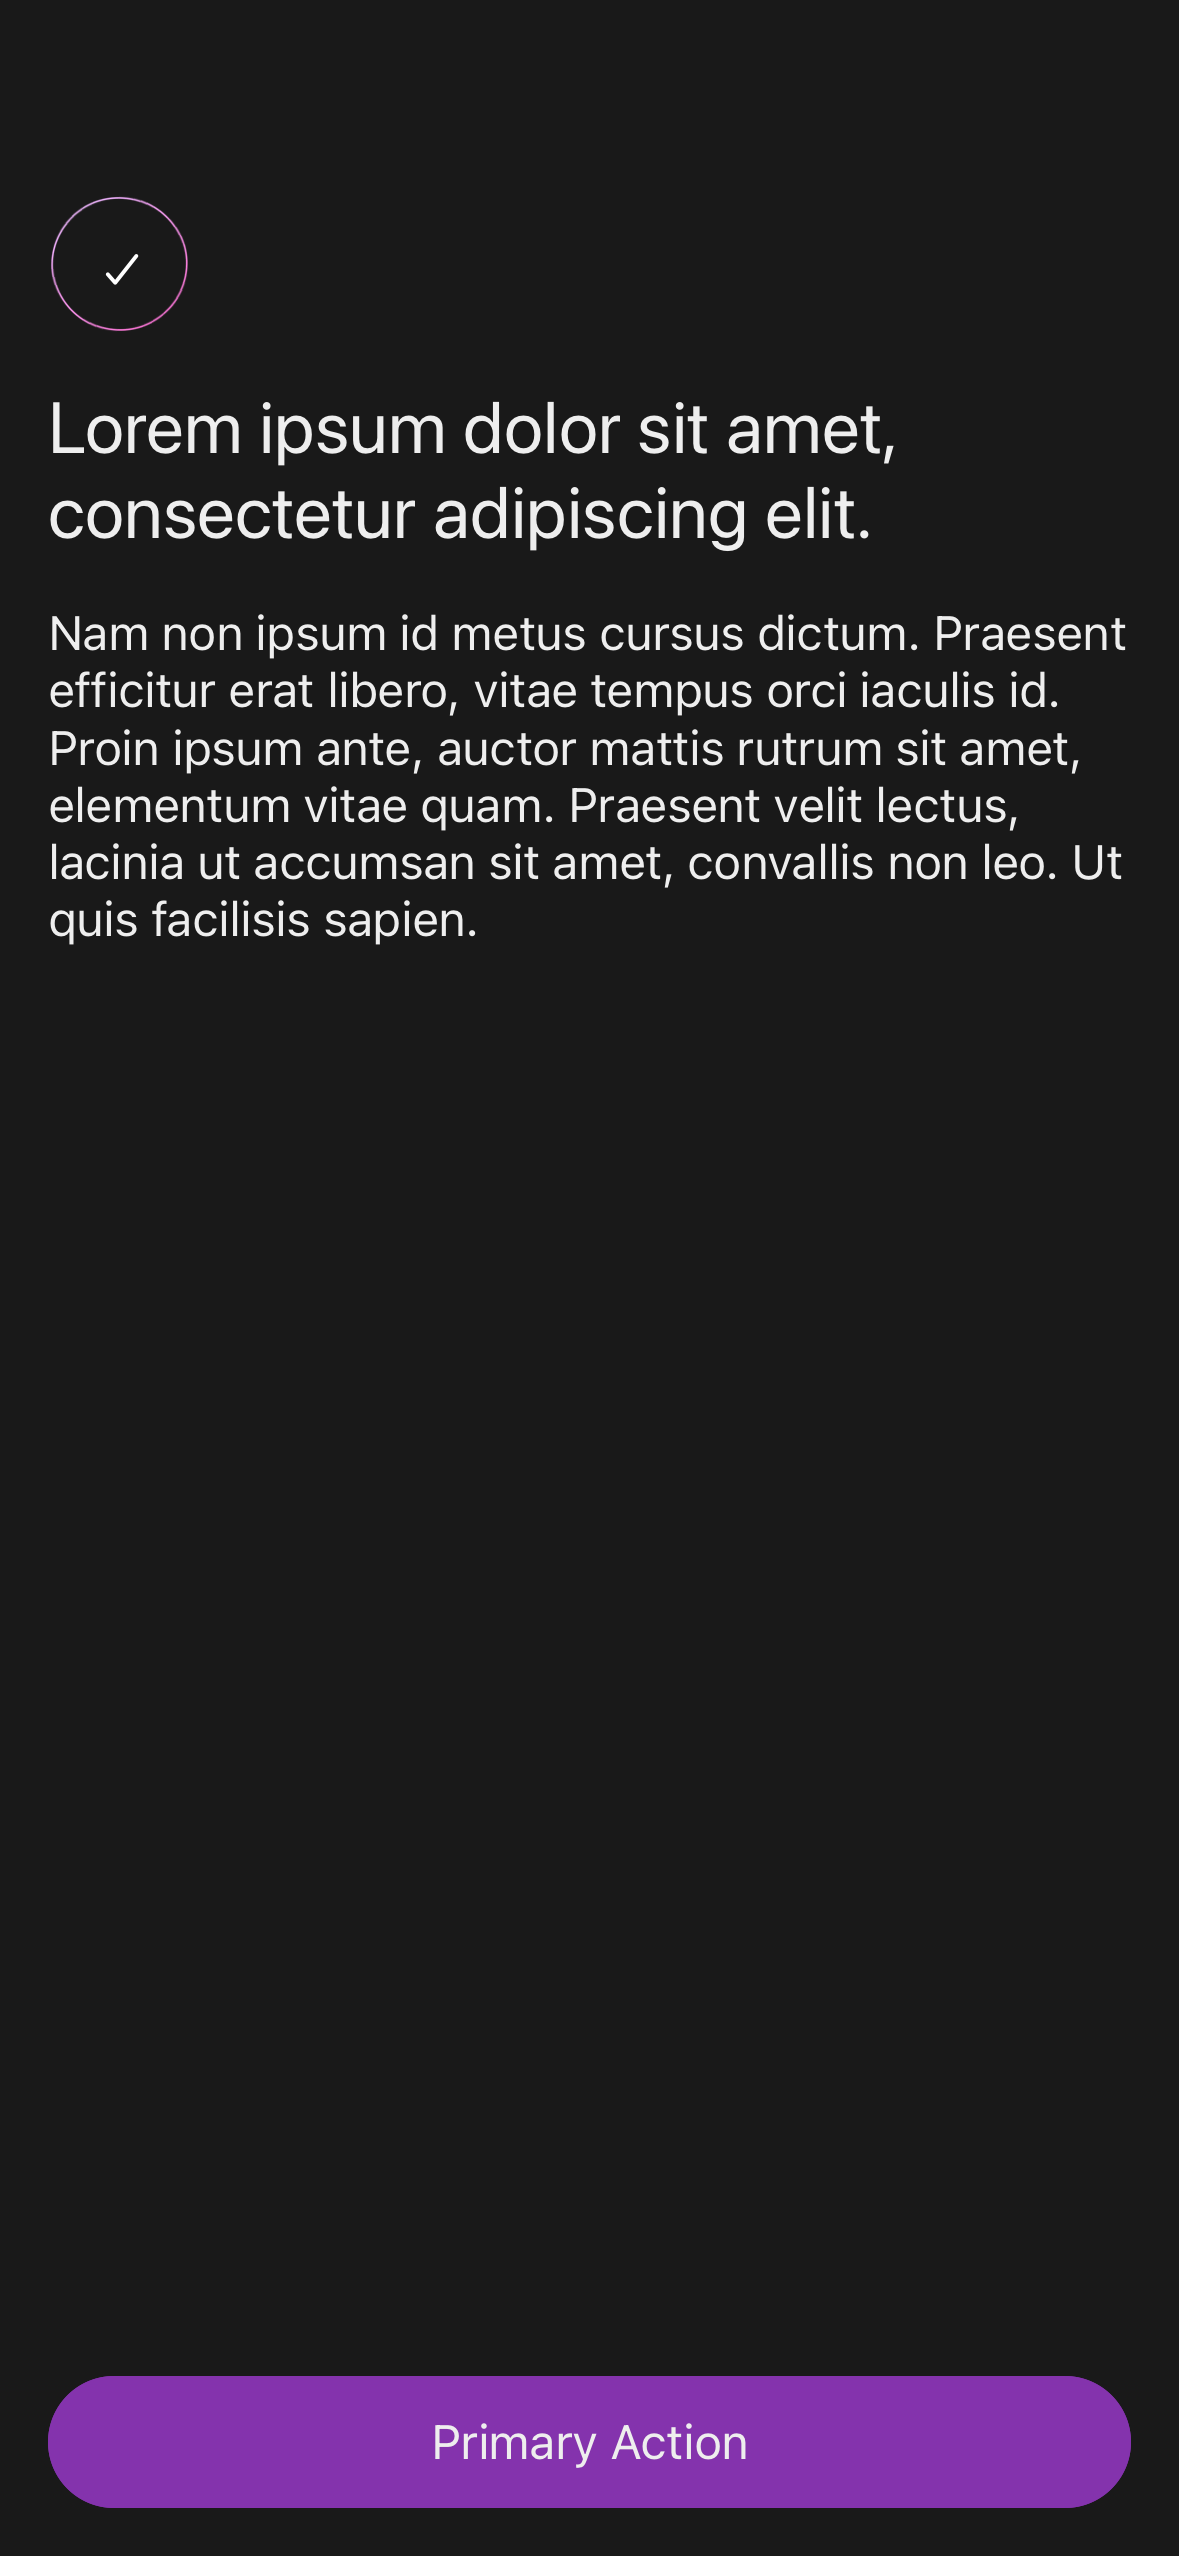 Lorem ipsum dolor sit amet,
consectetur adipiscing elit.
Nam non ipsum id metus cursus dictum. Praesent
efficitur erat libero, vitae tempus orci iaculis id.
Proin ipsum ante, auctor mattis rutrum sit amet,
elementum vitae quam. Praesent velit lectus,
lacinia ut accumsan sit amet, convallis non leo. Ut
quis facilisis sapien.
Primary Action